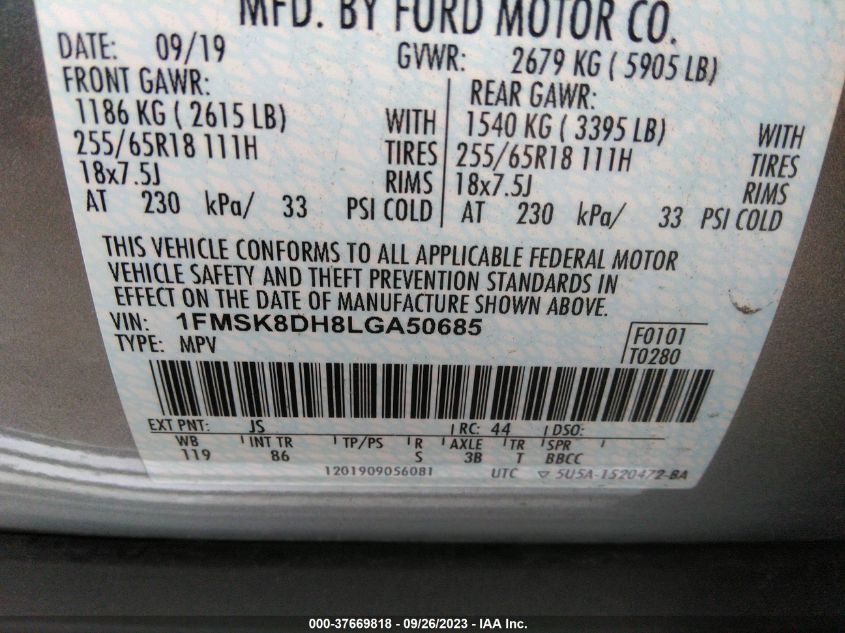 MFD. BY FORD MOTOR CO.
DATE: 09/19 GVWR: 2679 KG ( 5905 LB)
FRONT GAWR: REAR GAWR:
1186 KG ( 2615 LB) WITH 1540 KG ( 3395 LB) WITH
255/65R18 111H TIRES 255/65R18 111H TIRES
18x7.5J RIMS 18x7.5J RIMS
AT 230 kPa/ 33 PSI COLD AT 230 kPa/ 33 PSI COLD
THIS VEHICLE CONFORMS TO ALL APPLICABLE FEDERAL MOTOR
VEHICLE SAFETY AND THEFT PREVENTION STANDARDS IN
EFFECT ON THE DATE OF MANUFACTURE SHOWN ABOVE.
VIN: 1FMSK8DH8LGA50685 F0101
TYPE: MPV T0280
EXT PNT: JS RC: 44 DSO:
WB INT TR TP/PS R AXLE TR SPR
119 86 S 3B T BBCC
1201909056081 UTC ▽ 5U5A-1520472-BA
000-37669818 - 09/26/2023 - IAA Inc.